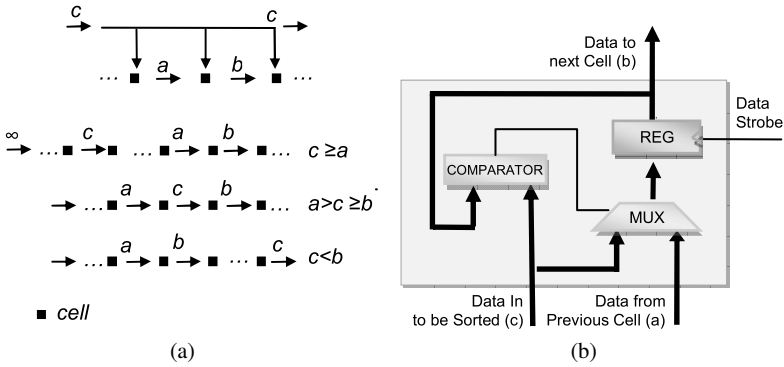 c c
... a b ...
∞ ... c ... a b ... c ≥a
... a c b ... a>c ≥b
... a b ... c c<b
cell
(a)
Data to
next Cell (b)
Data
Strobe
REG
COMPARATOR
MUX
Data In
to be Sorted (c)
Data from
Previous Cell (a)
(b)